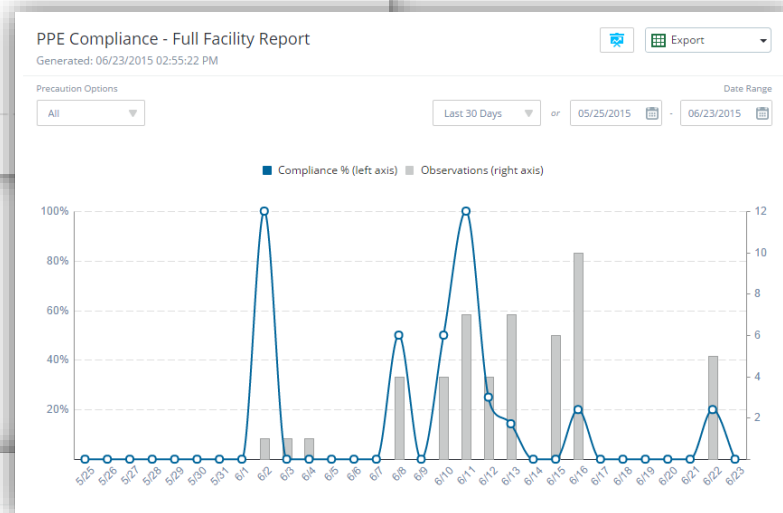 PPE Compliance - Full Facility Report
Export
Generated: 06/23/2015 02:55:22 PM
Precaution Options
Date Range
All
Last 30 Days or 05/25/2015 - 06/23/2015
Compliance % (left axis) Observations (right axis)
100% 12
10
80%
8
60%
6
40%
4
20%
2
5/25 5/26 5/27 5/28 5/29 5/30 5/31 6/1 6/2 6/3 6/4 6/5 6/6 6/7 6/8 6/9 6/10 6/11 6/12 6/13 6/14 6/15 6/16 6/17 6/18 6/19 6/20 6/21 6/22 6/23